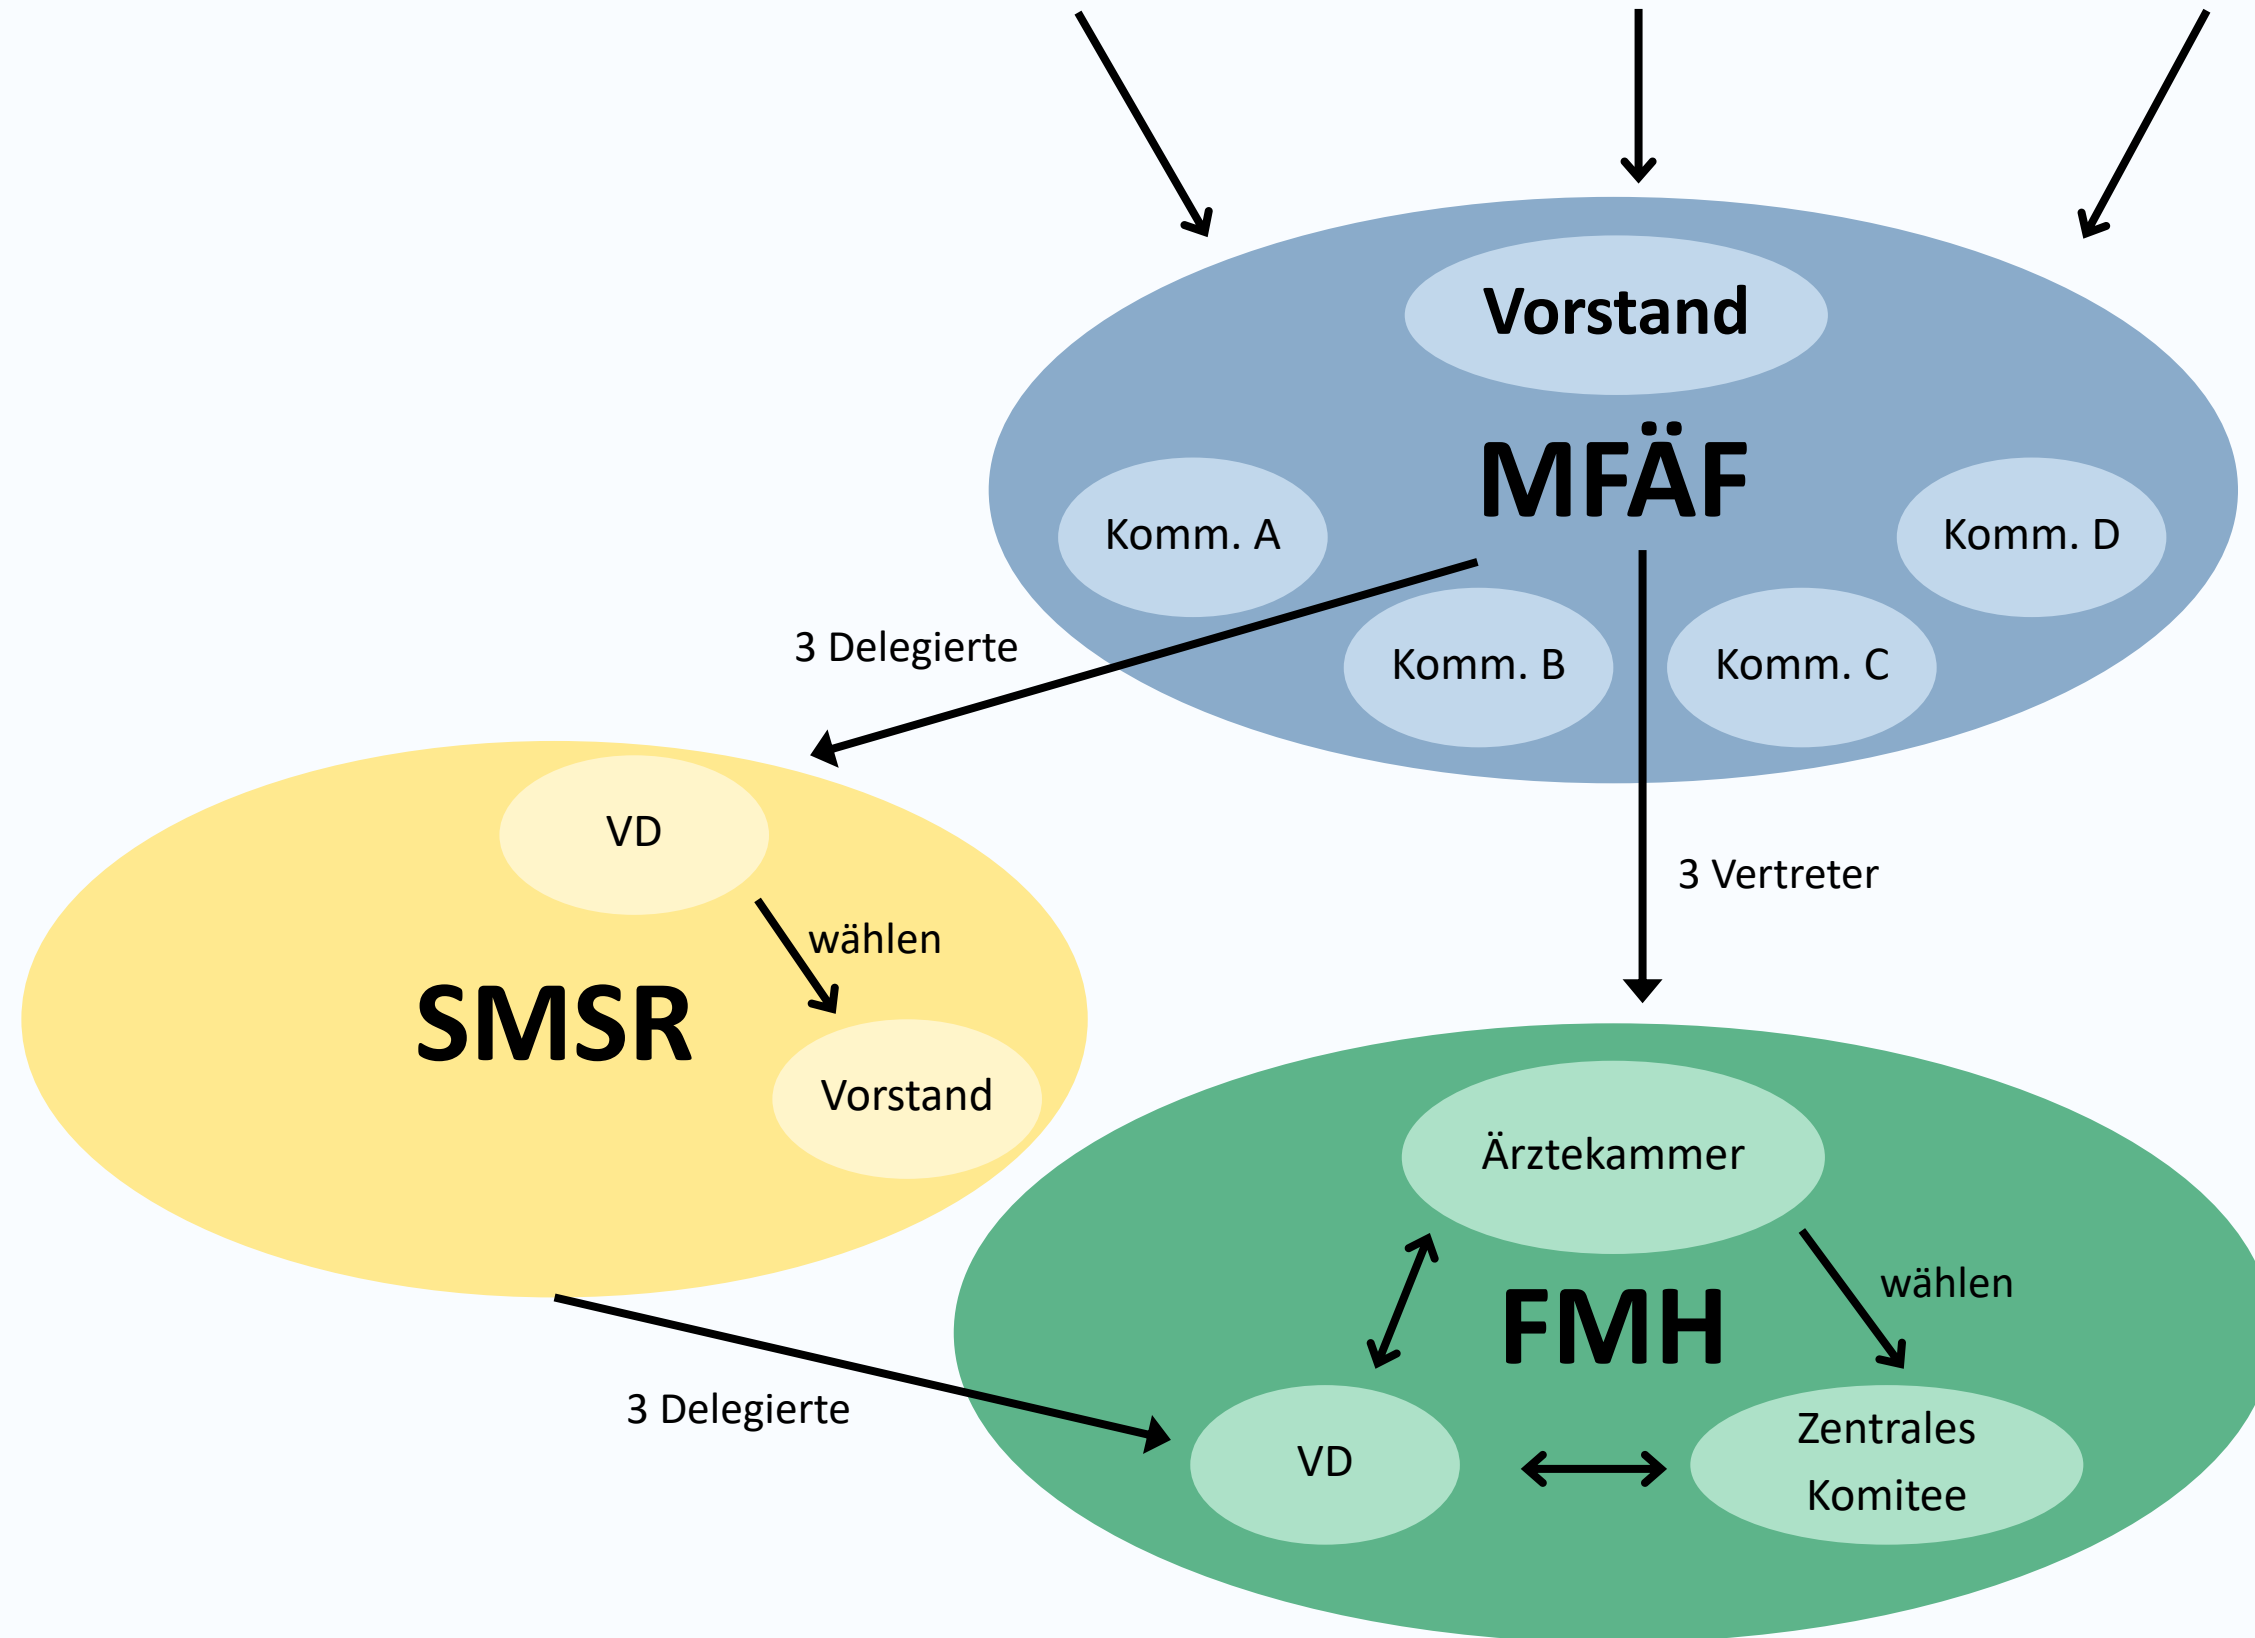 Vorstand
MFÄF
Komm. A
Komm. D
Komm. B
Komm. C
3 Delegierte
VD
3 Vertreter
wählen
SMSR
Vorstand
Ärztekammer
wählen
FMH
3 Delegierte
VD
Zentrales
Komitee